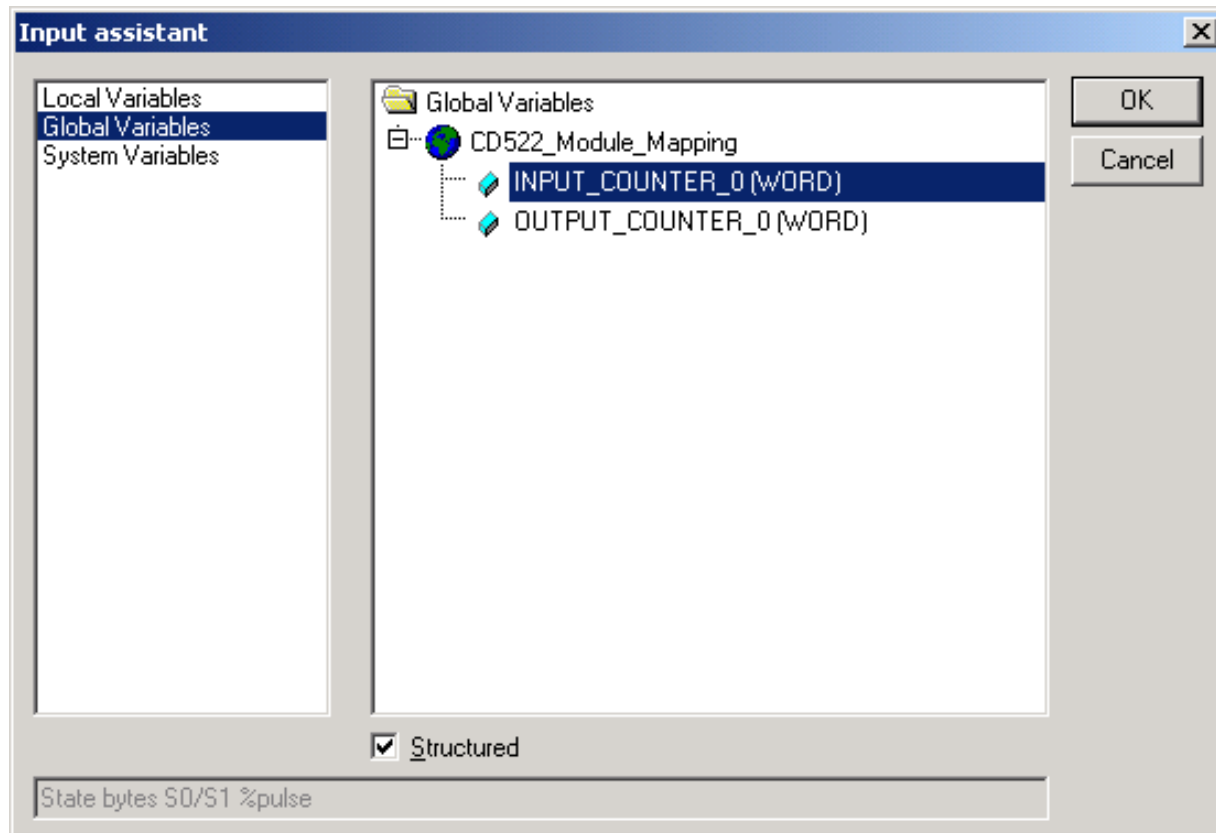 Input assistant
Local Variables
Global Variables
System Variables
Global Variables
CD522_Module_Mapping
INPUT_COUNTER_0 (WORD)
OUTPUT_COUNTER_0 (WORD)
OK
Cancel
Structured
State bytes S0/S1 %pulse